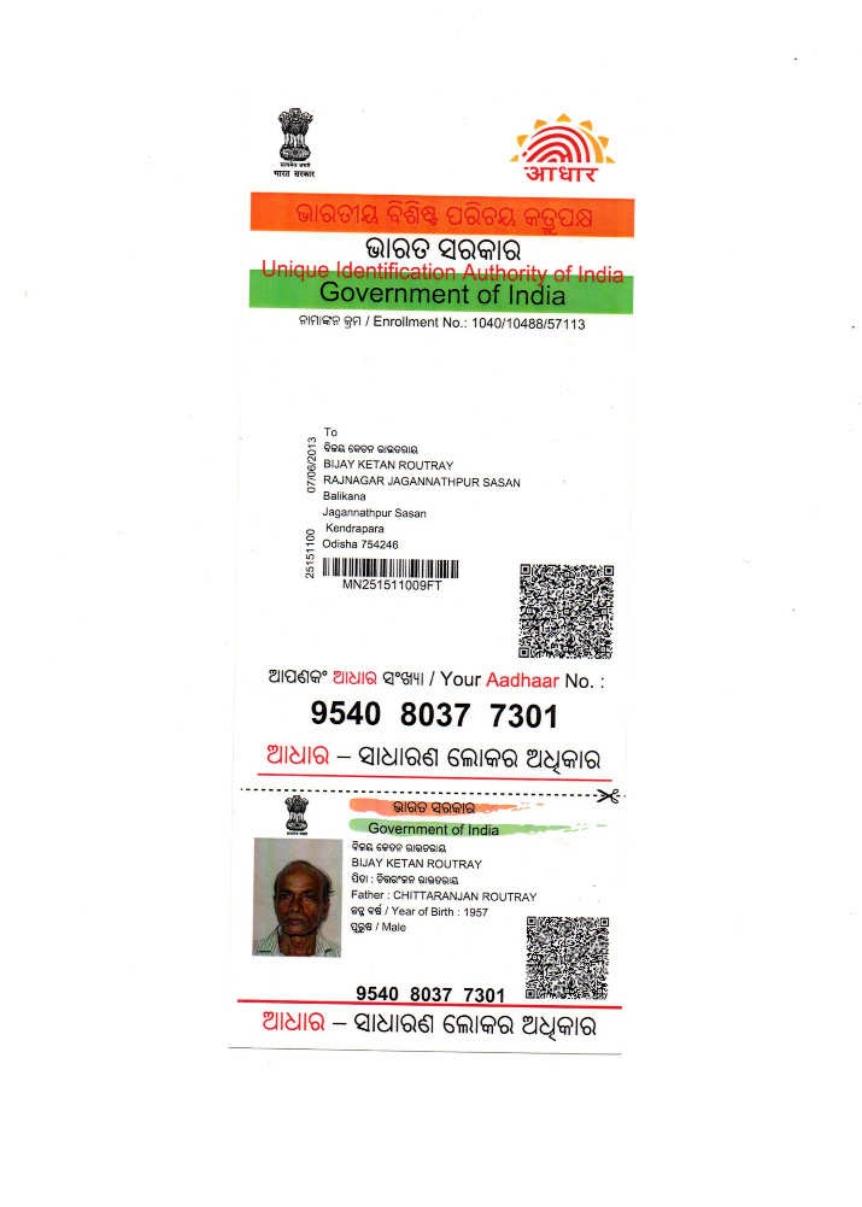 सत्यमेव जयते
भारत सरकार
आधार
ଭାରତୀୟ ବିଶିଷ୍ଟ ପରିଚୟ କର୍ତ୍ତୃପକ୍ଷ
ଭାରତ ସରକାର
Unique Identification Authority of India
Government of India
ନାମାଙ୍କନ କ୍ରମ / Enrollment No.: 1040/10488/57113
07/06/2013
25151100
To
ବିଜୟ କେତନ ରାଉତରାୟ
BIJAY KETAN ROUTRAY
RAJNAGAR JAGANNATHPUR SASAN
Balikana
Jagannathpur Sasan
Kendrapara
Odisha 754246
MN251511009FT
ଆପଣଙ୍କ ଆଧାର ସଂଖ୍ୟା / Your Aadhaar No. :
9540 8037 7301
ଆଧାର – ସାଧାରଣ ଲୋକର ଅଧିକାର
ଭାରତ ସରକାର
Government of India
ବିଜୟ କେତନ ରାଉତରାୟ
BIJAY KETAN ROUTRAY
ପିତା : ଚିତ୍ତରଂଜନ ରାଉତରାୟ
Father : CHITTARANJAN ROUTRAY
ଜନ୍ମ ବର୍ଷ / Year of Birth : 1957
ପୁରୁଷ / Male
9540 8037 7301
ଆଧାର – ସାଧାରଣ ଲୋକର ଅଧିକାର